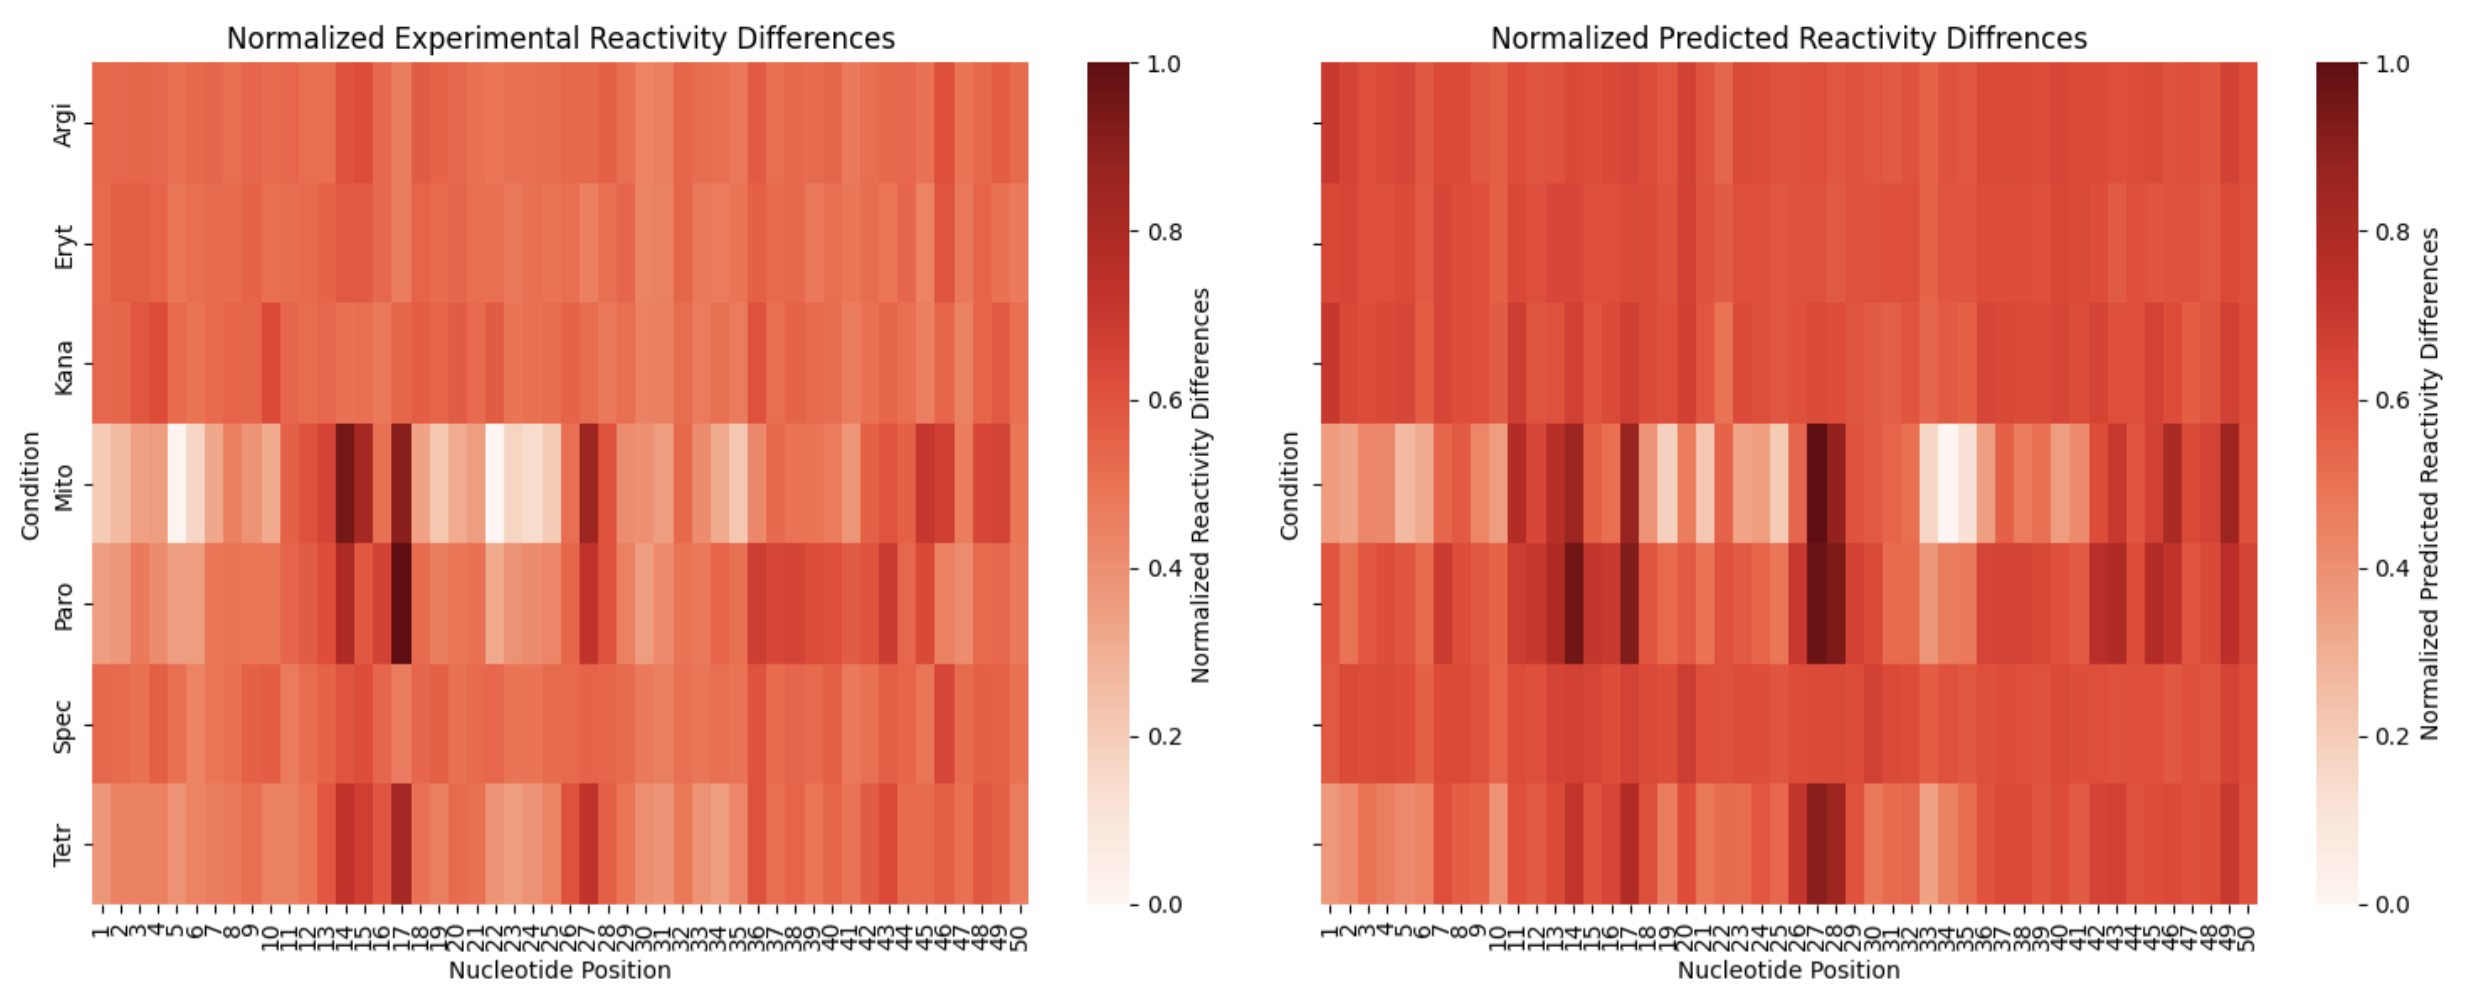 Normalized Experimental Reactivity Differences
Condition
Argi
Eryt
Kana
Mito
Paro
Spec
Tetr
1 2 3 4 5 6 7 8 9 10 11 12 13 14 15 16 17 18 19 20 21 22 23 24 25 26 27 28 29 30 31 32 33 34 35 36 37 38 39 40 41 42 43 44 45 46 47 48 49 50
Nucleotide Position
1.0
0.8
0.6
0.4
0.2
0.0
Normalized Reactivity Differences
Normalized Predicted Reactivity Diffrences
Condition
1 2 3 4 5 6 7 8 9 10 11 12 13 14 15 16 17 18 19 20 21 22 23 24 25 26 27 28 29 30 31 32 33 34 35 36 37 38 39 40 41 42 43 44 45 46 47 48 49 50
Nucleotide Position
1.0
0.8
0.6
0.4
0.2
0.0
Normalized Predicted Reactivity Differences